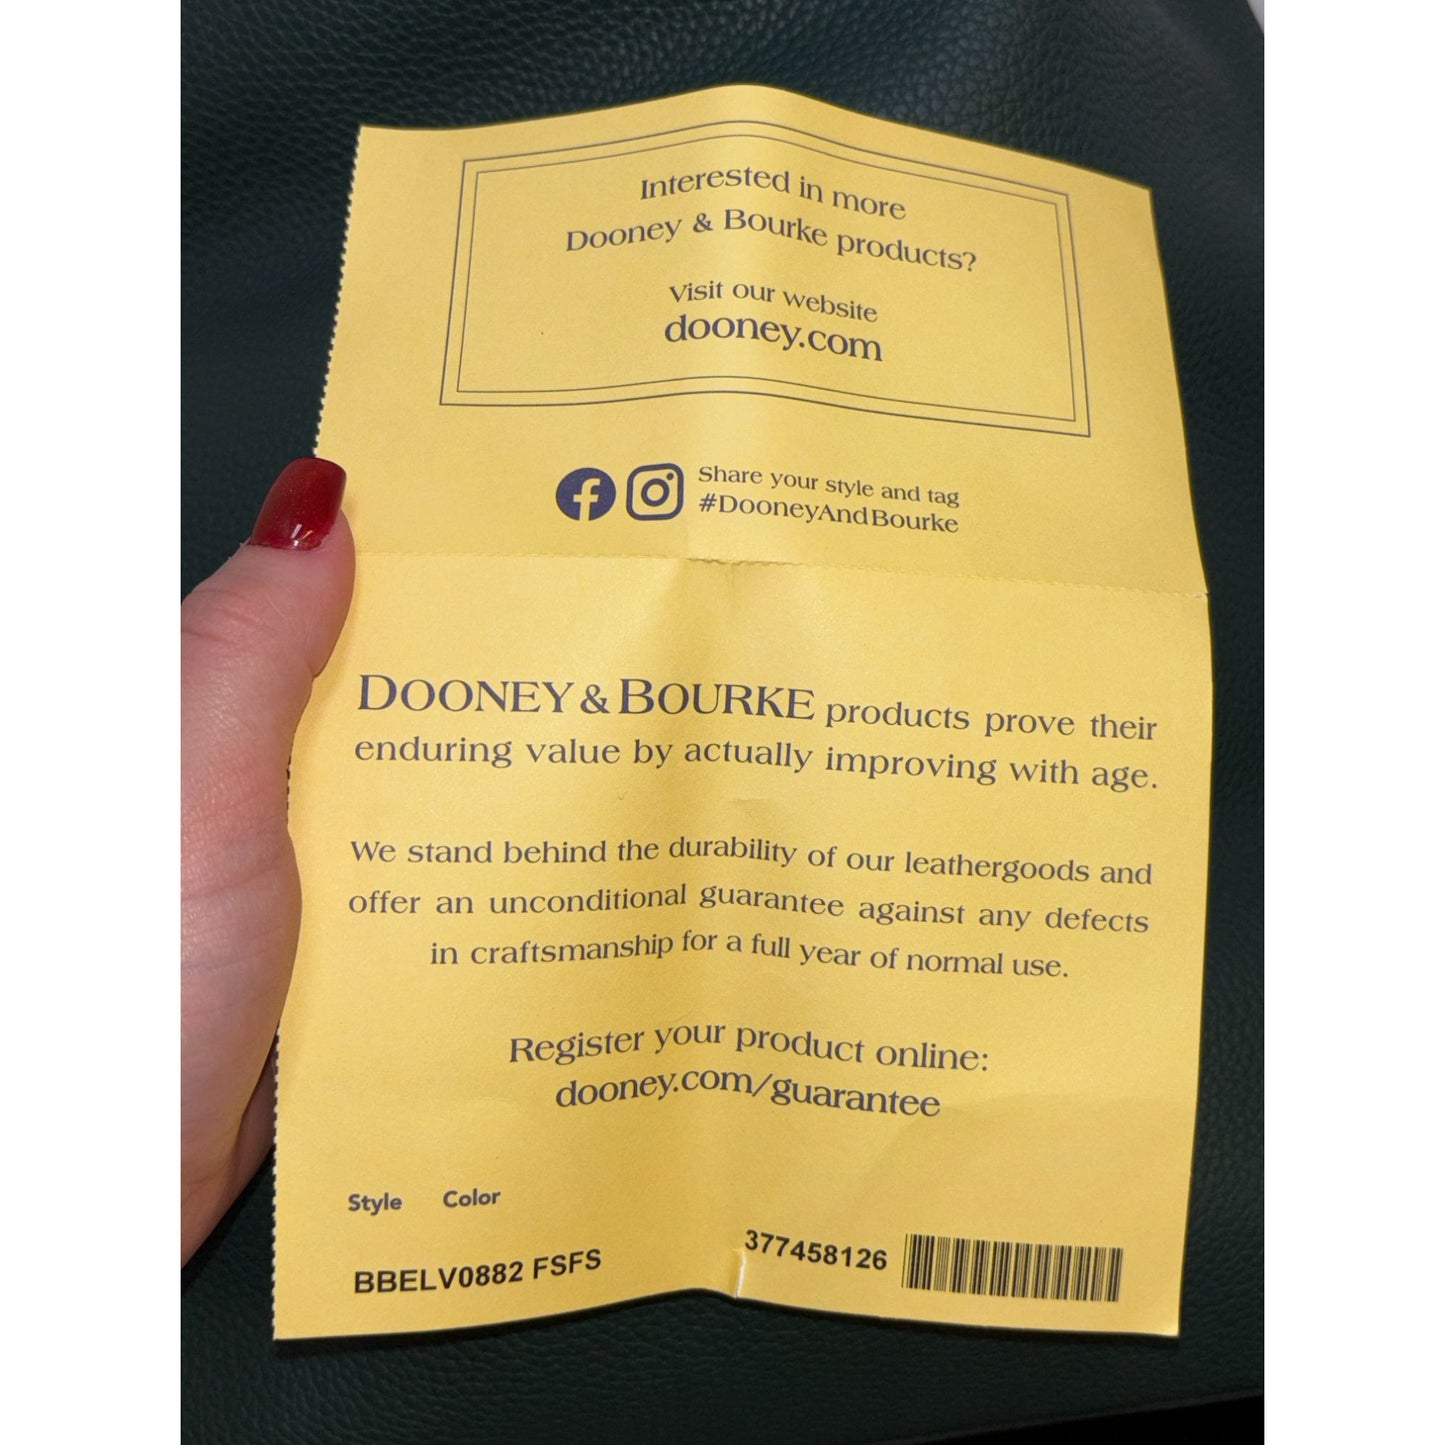 Interested in more
Dooney & Bourke products?
Visit our website
dooney.com
Share your style and tag
#DooneyAndBourke
DOONEY & BOURKE products prove their
enduring value by actually improving with age.
We stand behind the durability of our leathergoods and
offer an unconditional guarantee against any defects
in craftsmanship for a full year of normal use.
Register your product online:
dooney.com/guarantee
Style Color
BBELV0882 FSFS
377458126